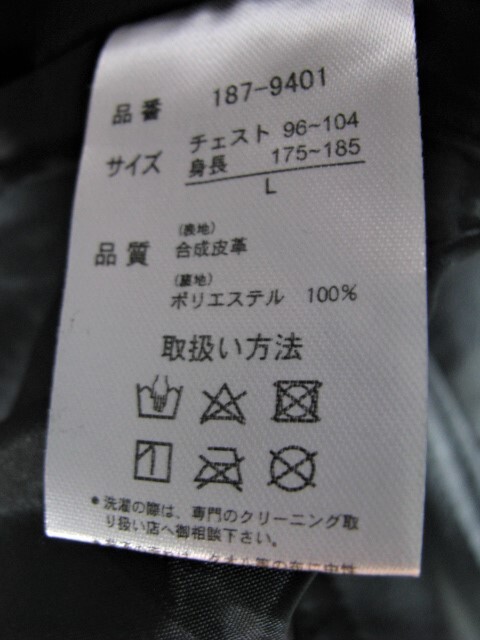 品番 187-9401
サイズ チェスト 96~104
身長 175~185
L
(表地)
品質 合成皮革
(墓地)
ポリエステル 100%
取扱い方法
*洗濯の際は、専門のクリーニング取
り扱い店へ御相談下さい。